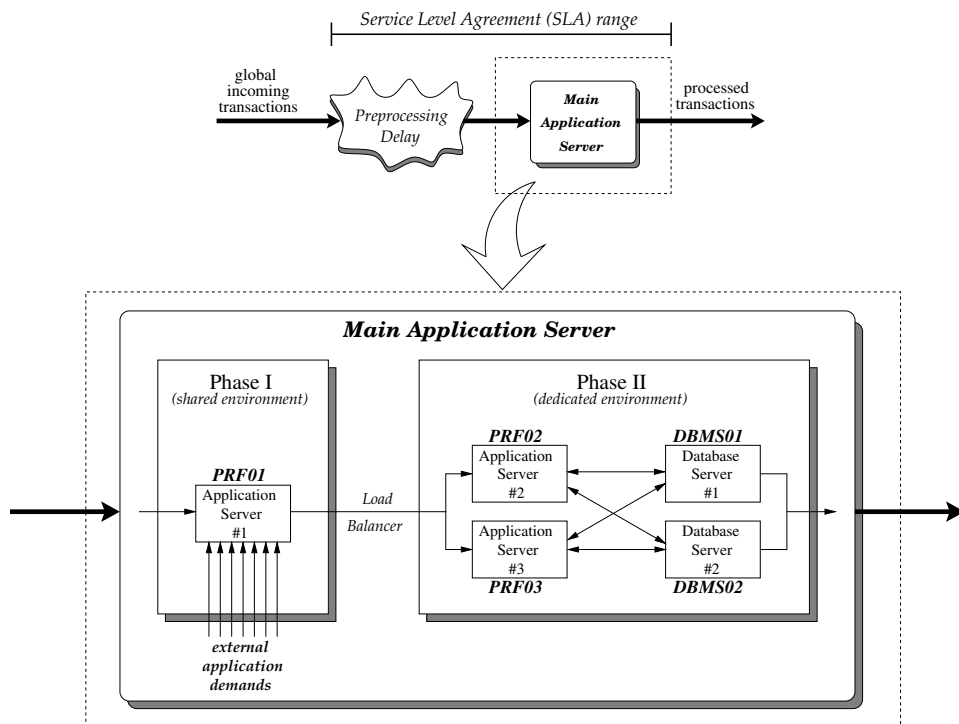 Service Level Agreement (SLA) range
global
incoming
transactions
Preprocessing
Delay
Main
Application
Server
processed
transactions
Main Application Server
Phase I
(shared environment)
PRF01
Application
Server
#1
external
application
demands
Load
Balancer
Phase II
(dedicated environment)
PRF02
Application
Server
#2
Application
Server
#3
PRF03
DBMS01
Database
Server
#1
Database
Server
#2
DBMS02